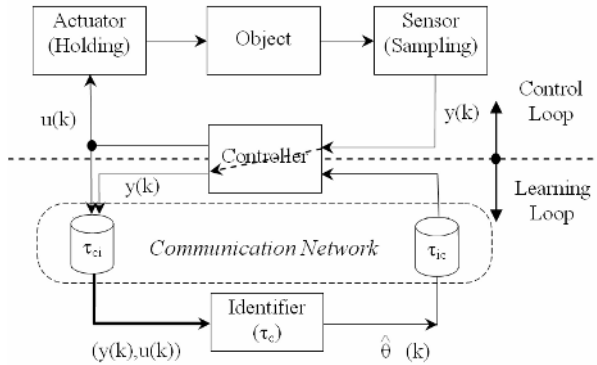 Actuator
(Holding)
Object
Sensor
(Sampling)
u(k)
y(k)
Control
Loop
Controller
y(k)
Learning
Loop
τci
Communication Network
τic
Identifier
(τc)
(y(k),u(k))
θ̂ (k)